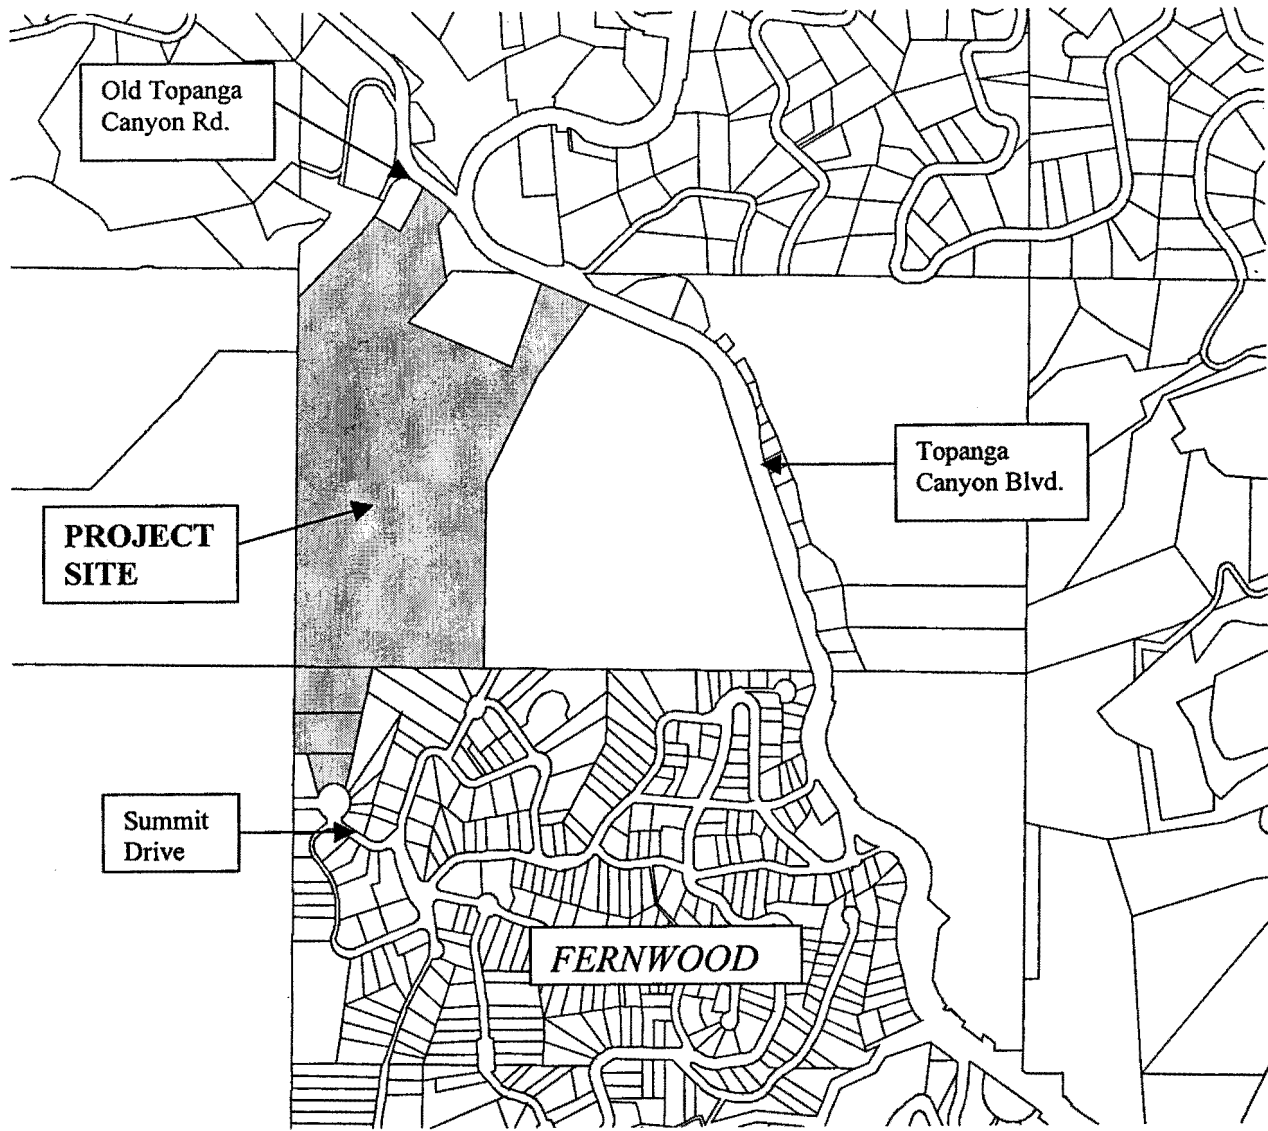 Old Topanga
Canyon Rd.
Topanga
Canyon Blvd.
PROJECT
SITE
Summit
Drive
FERNWOOD